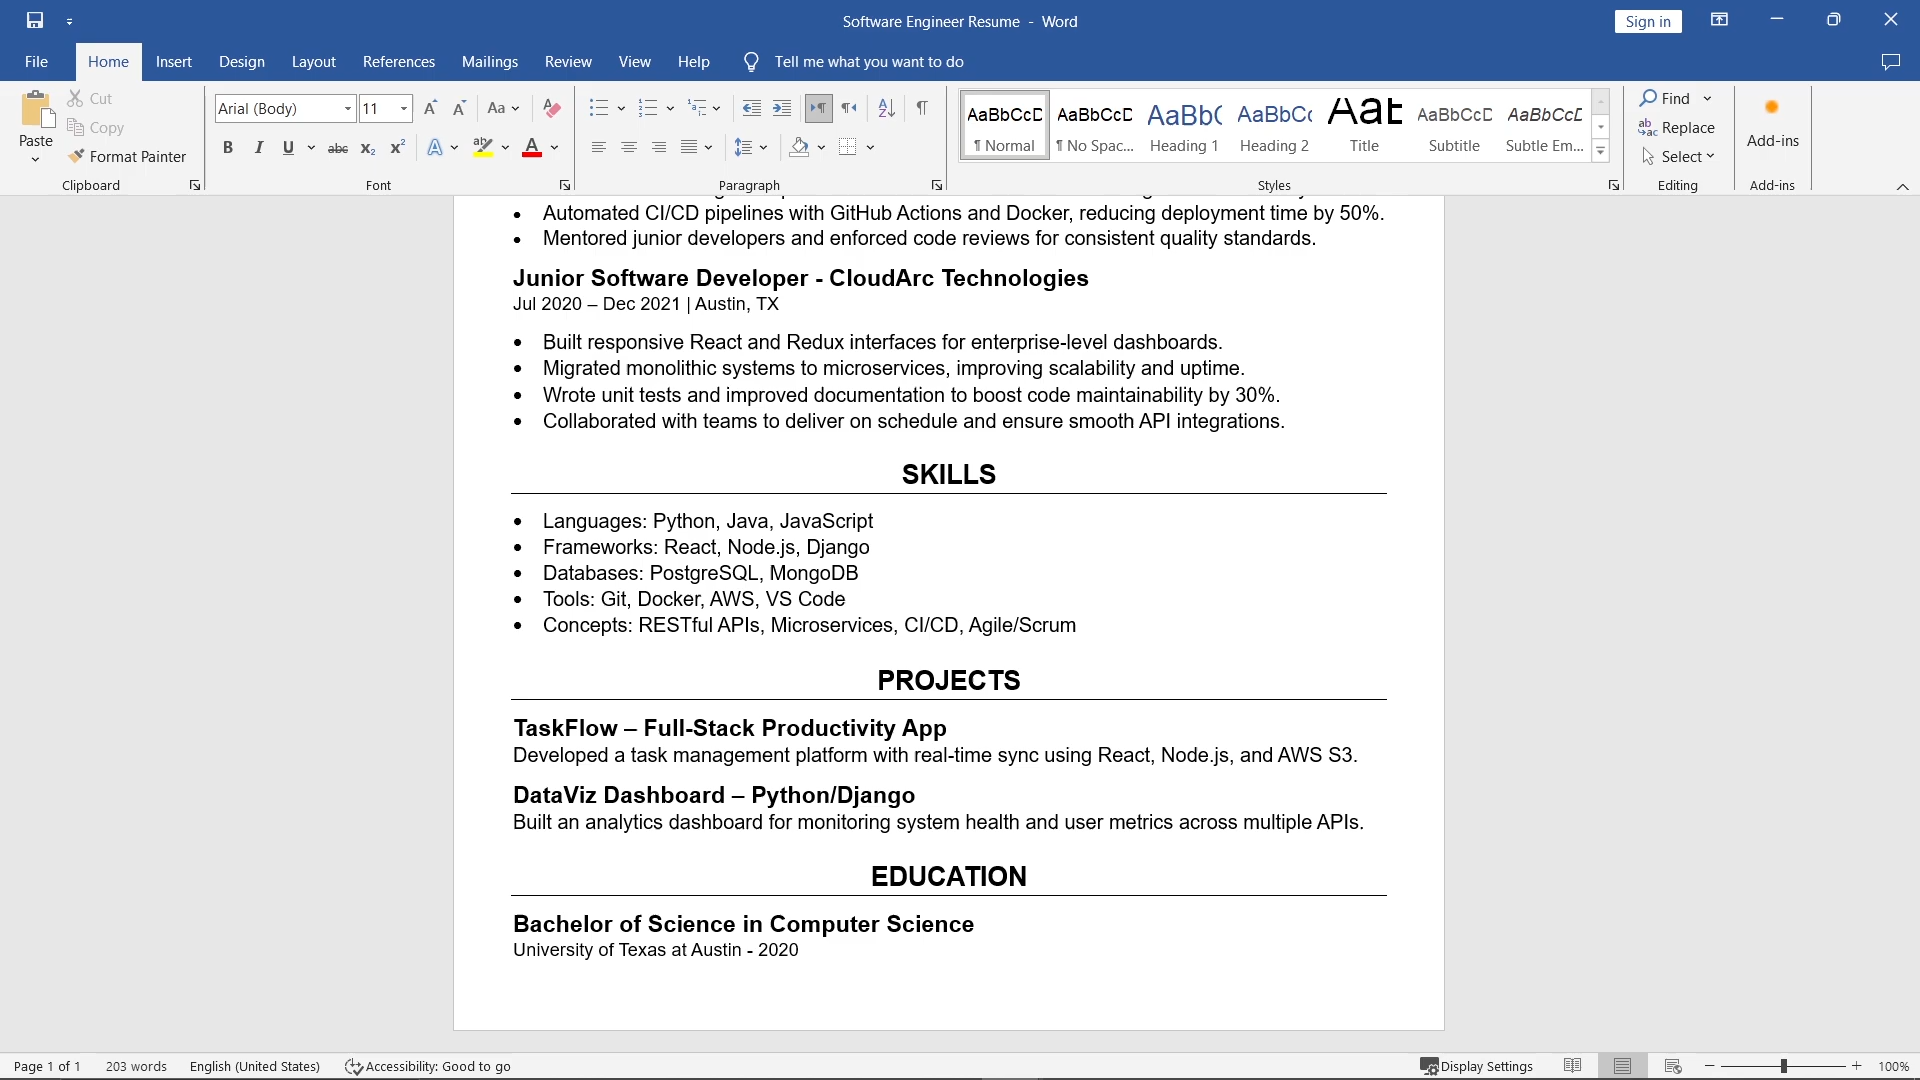 Software Engineer Resume - Word
Sign in
File Home Insert Design Layout References Mailings Review View Help Tell me what you want to do
Paste
Cut
Copy
Format Painter
Clipboard
Arial (Body) 11
Aa
B I U abc x₂ x² A ab A
Font
Paragraph
AaBbCcD AaBbCcD AaBb( AaBbC AaB AaBbCcD AaBbCcD
¶ Normal ¶ No Spac... Heading 1 Heading 2 Title Subtitle Subtle Em...
Styles
Find
Replace
Select
Editing
Add-ins
Add-ins
• Automated CI/CD pipelines with GitHub Actions and Docker, reducing deployment time by 50%.
• Mentored junior developers and enforced code reviews for consistent quality standards.
Junior Software Developer - CloudArc Technologies
Jul 2020 – Dec 2021 | Austin, TX
• Built responsive React and Redux interfaces for enterprise-level dashboards.
• Migrated monolithic systems to microservices, improving scalability and uptime.
• Wrote unit tests and improved documentation to boost code maintainability by 30%.
• Collaborated with teams to deliver on schedule and ensure smooth API integrations.
SKILLS
• Languages: Python, Java, JavaScript
• Frameworks: React, Node.js, Django
• Databases: PostgreSQL, MongoDB
• Tools: Git, Docker, AWS, VS Code
• Concepts: RESTful APIs, Microservices, CI/CD, Agile/Scrum
PROJECTS
TaskFlow – Full-Stack Productivity App
Developed a task management platform with real-time sync using React, Node.js, and AWS S3.
DataViz Dashboard – Python/Django
Built an analytics dashboard for monitoring system health and user metrics across multiple APIs.
EDUCATION
Bachelor of Science in Computer Science
University of Texas at Austin - 2020
Page 1 of 1 203 words English (United States) Accessibility: Good to go Display Settings 100%